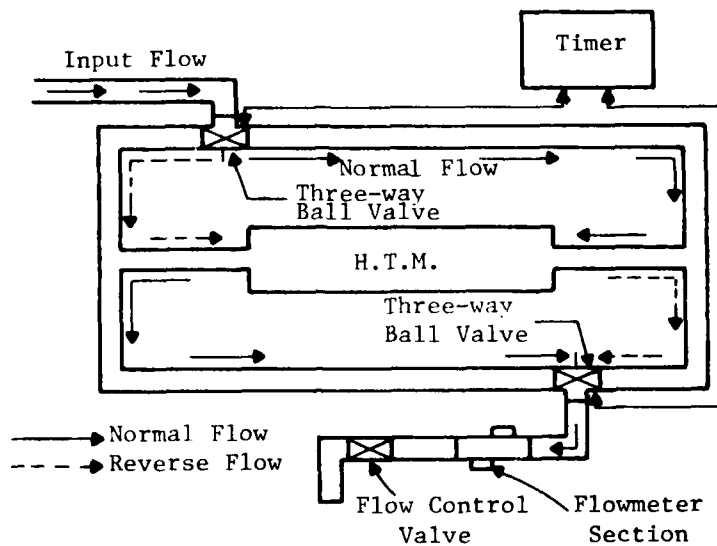 Input Flow
Timer
Normal Flow
Three-way
Ball Valve
H.T.M.
Three-way
Ball Valve
Normal Flow
Reverse Flow
Flow Control
Valve
Flowmeter
Section